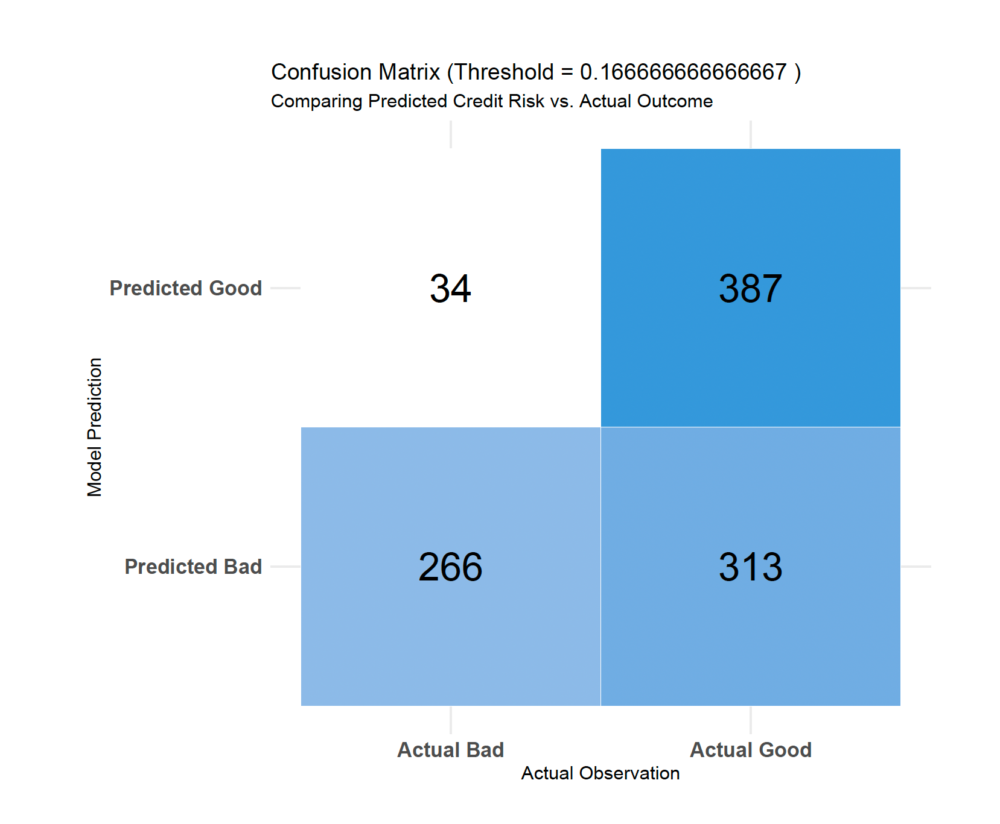 Confusion Matrix (Threshold = 0.166666666666667 )
Comparing Predicted Credit Risk vs. Actual Outcome
Predicted Good
34
387
Model Prediction
Predicted Bad
266
313
Actual Bad
Actual Good
Actual Observation